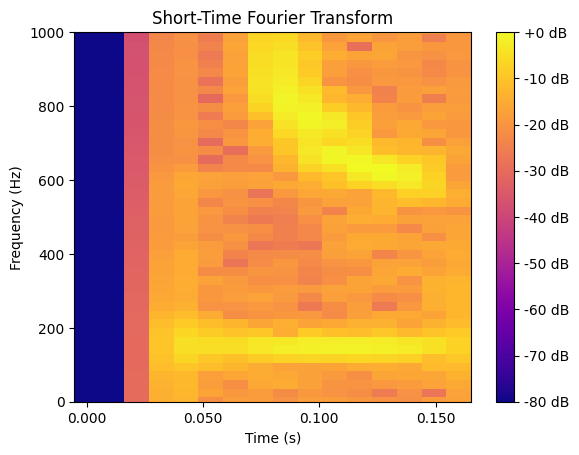 Short-Time Fourier Transform
1000
800
600
400
200
0
Frequency (Hz)
0.000
0.050
0.100
0.150
Time (s)
+0 dB
-10 dB
-20 dB
-30 dB
-40 dB
-50 dB
-60 dB
-70 dB
-80 dB